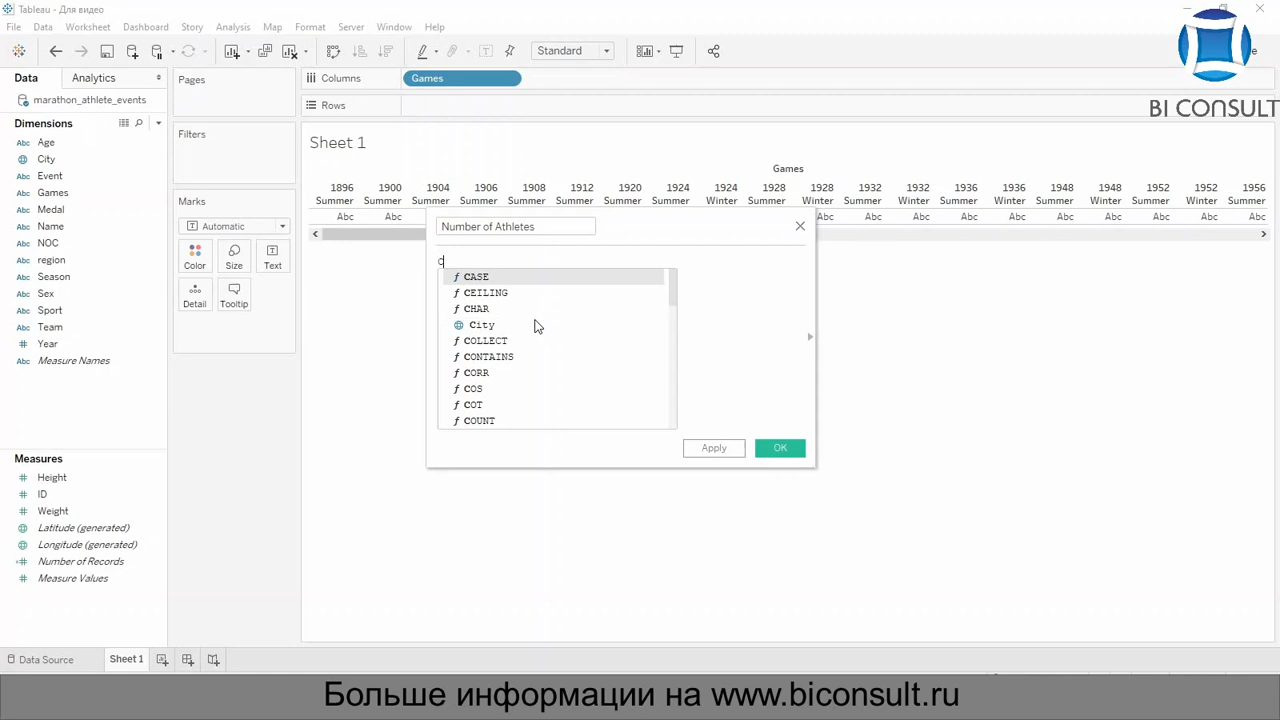 Tableau - Для видео
File Data Worksheet Dashboard Story Analysis Map Format Server Window Help
Standard
BI CONSULT
Data Analytics
marathon_athlete_events
Dimensions
Abc Age
City
Abc Event
Abc Games
Abc Medal
Abc Name
Abc NOC
Abc region
Abc Season
Abc Sex
Abc Sport
Abc Team
# Year
Abc Measure Names
Measures
# Height
# ID
# Weight
Latitude (generated)
Longitude (generated)
Number of Records
# Measure Values
Pages
Filters
Marks
Automatic
Color Size Text
Detail Tooltip
Columns Games
Rows
Sheet 1
Games
1896 1900 1904 1906 1908 1912 1920 1924 1924 1928 1928 1932 1932 1936 1936 1948 1948 1952 1952 1956
Summer Summer Summer Summer Summer Summer Summer Summer Winter Summer Winter Summer Winter Summer Winter Summer Winter Summer Winter Summer
Abc Abc Abc Abc Abc Abc Abc Abc Abc Abc Abc
Number of Athletes
C
f CASE
f CEILING
f CHAR
City
f COLLECT
f CONTAINS
f CORR
f COS
f COT
f COUNT
Apply OK
Data Source Sheet 1
Больше информации на www.biconsult.ru